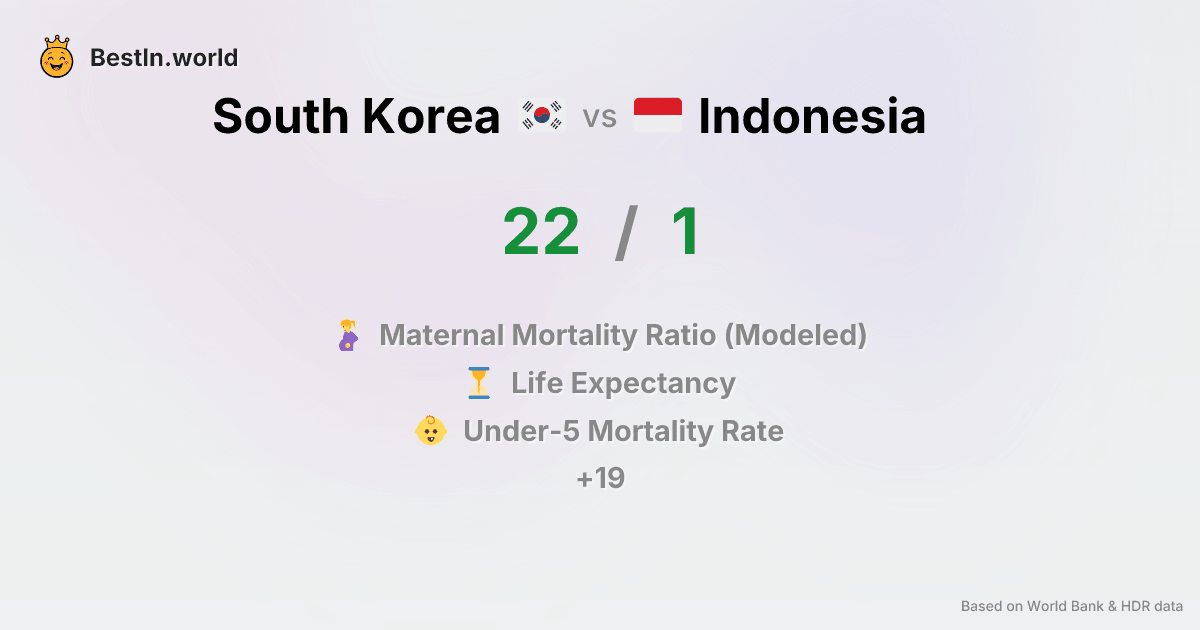 BestIn.world
South Korea vs Indonesia
22 / 1
Maternal Mortality Ratio (Modeled)
Life Expectancy
Under-5 Mortality Rate
+19
Based on World Bank & HDR data